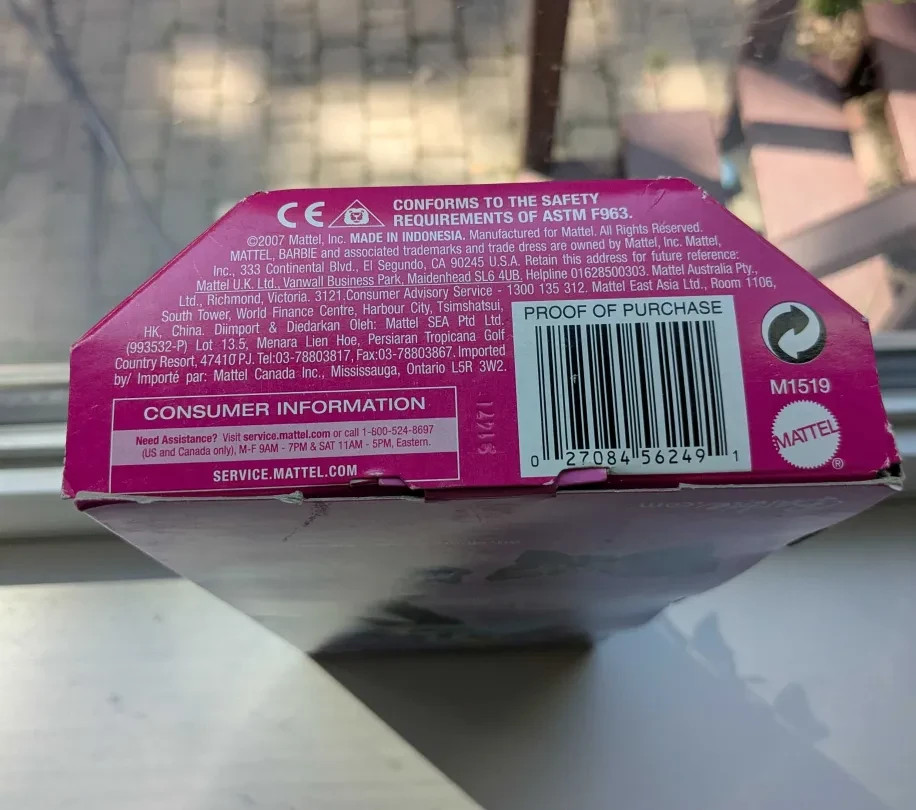 CE
CONFORMS TO THE SAFETY
REQUIREMENTS OF ASTM F963.
©2007 Mattel, Inc. MADE IN INDONESIA. Manufactured for Mattel. All Rights Reserved.
MATTEL, BARBIE and associated trademarks and trade dress are owned by Mattel, Inc. Mattel,
Inc., 333 Continental Blvd., El Segundo, CA 90245 U.S.A. Retain this address for future reference:
Mattel U.K. Ltd., Vanwall Business Park, Maidenhead SL6 4UB. Helpline 01628500303. Mattel Australia Pty.,
Ltd., Richmond, Victoria. 3121.Consumer Advisory Service - 1300 135 312. Mattel East Asia Ltd., Room 1106,
South Tower, World Finance Centre, Harbour City, Tsimshatsui,
HK, China. Diimport & Diedarkan Oleh: Mattel SEA Ptd Ltd.
(993532-P) Lot 13.5, Menara Lien Hoe, Persiaran Tropicana Golf
Country Resort, 47410 PJ. Tel:03-78803817, Fax:03-78803867. Imported
by/ Importé par: Mattel Canada Inc., Mississauga, Ontario L5R 3W2.
CONSUMER INFORMATION
Need Assistance? Visit service.mattel.com or call 1-800-524-8697
(US and Canada only), M-F 9AM - 7PM & SAT 11AM - 5PM, Eastern.
SERVICE.MATTEL.COM
PROOF OF PURCHASE
0 27084 56249 1
M1519
MATTEL
®